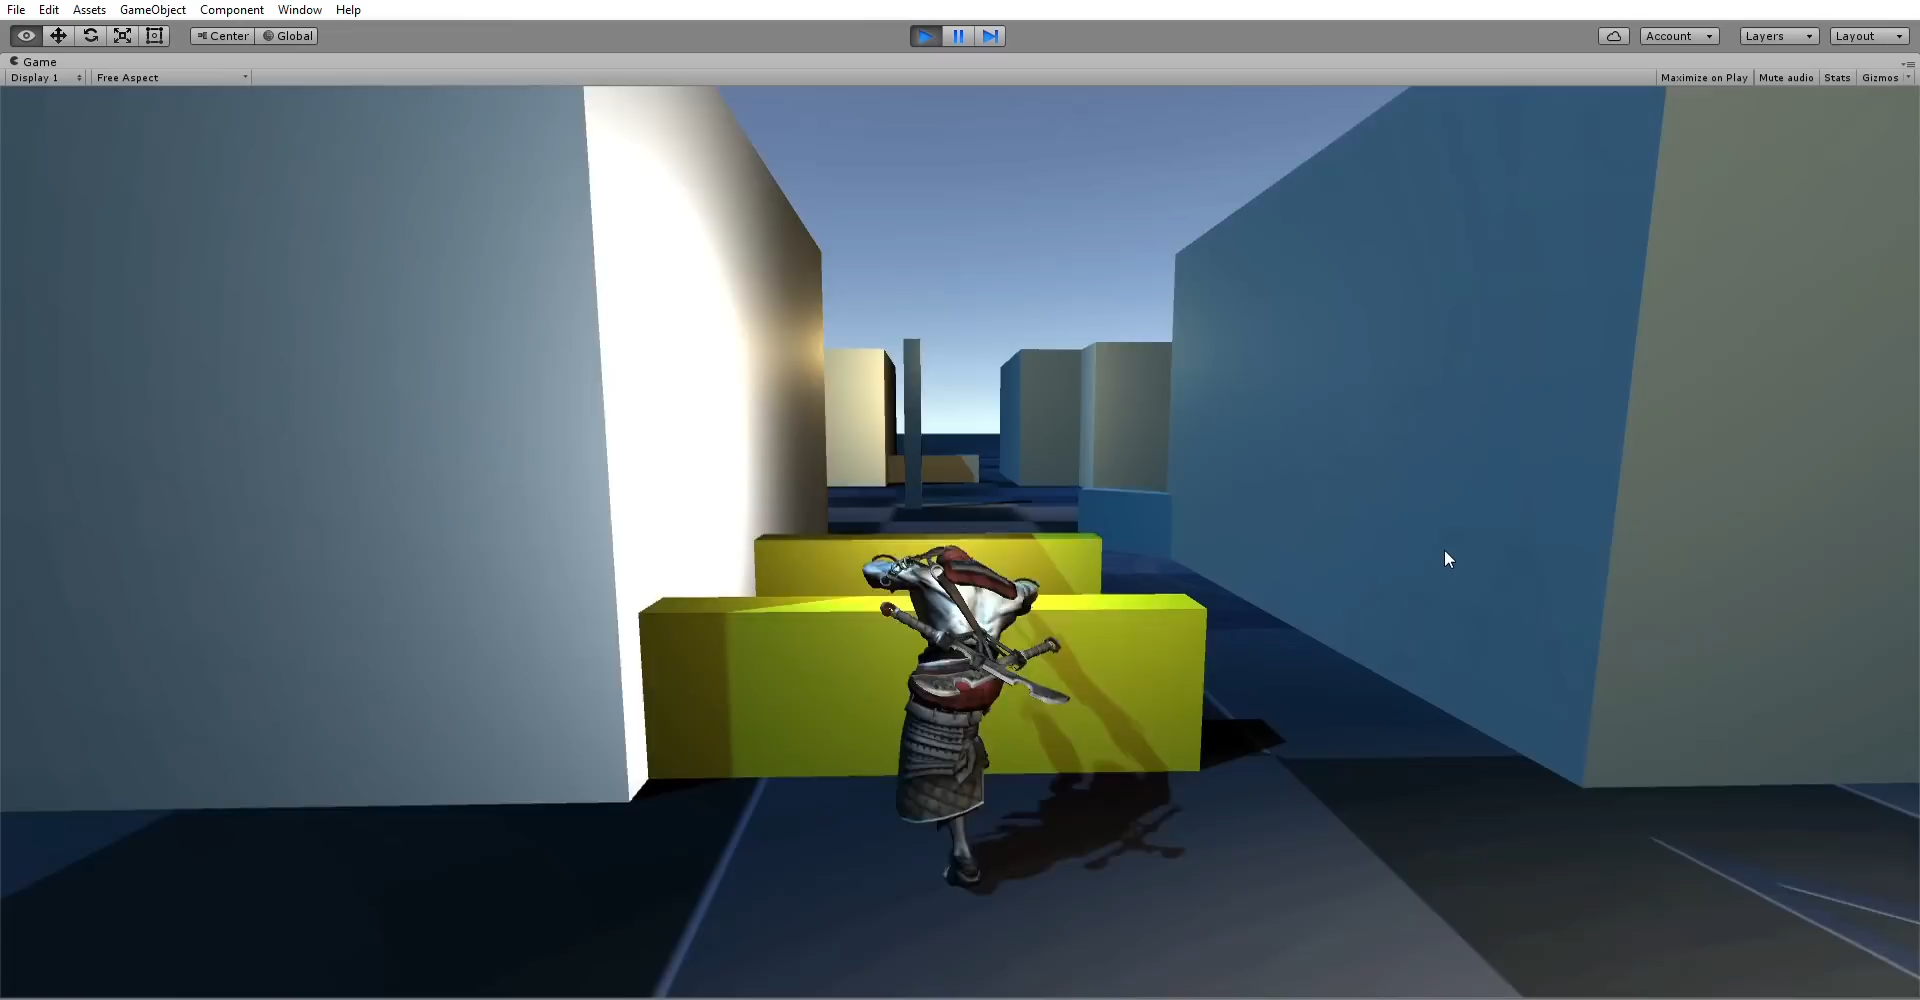 File Edit Assets GameObject Component Window Help
Center Global Account Layers Layout
Game
Display 1 Free Aspect Maximize on Play Mute audio Stats Gizmos